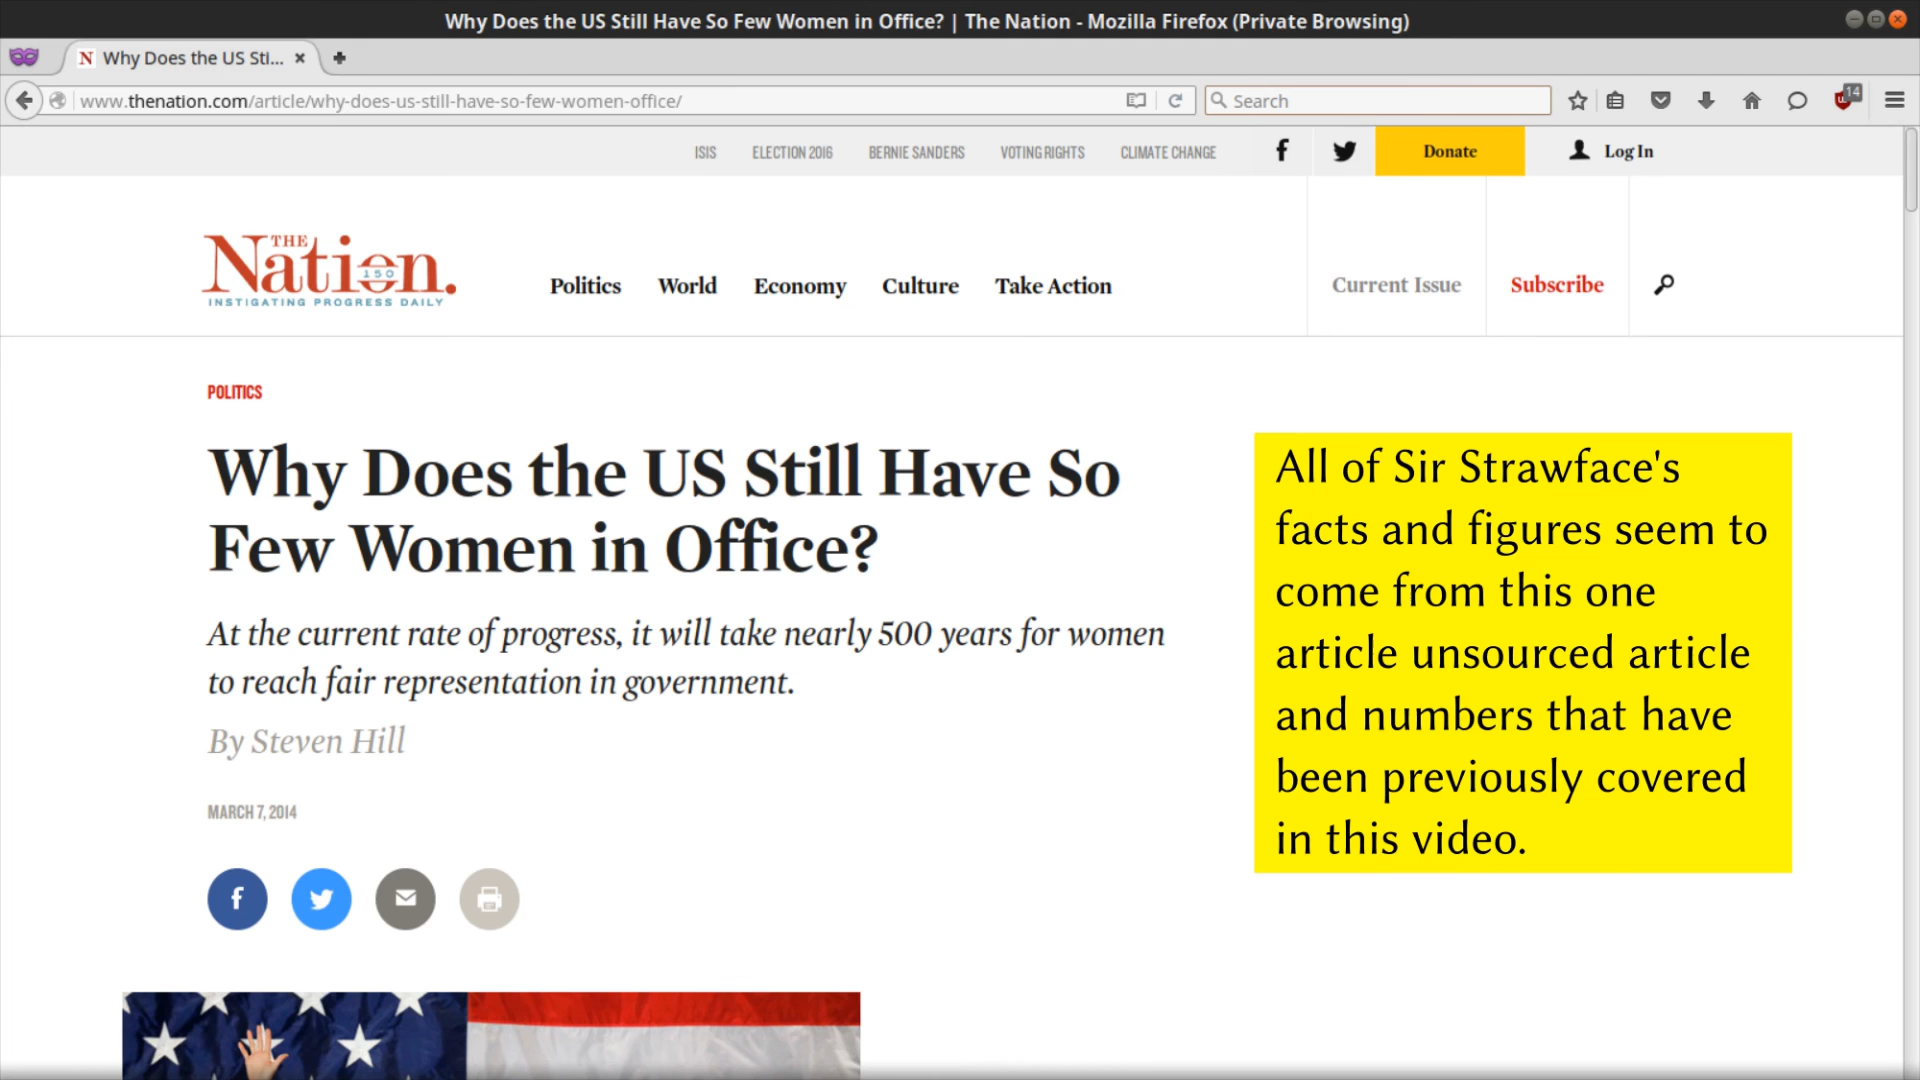 Why Does the US Still Have So Few Women in Office? | The Nation - Mozilla Firefox (Private Browsing)
N Why Does the US Sti...
www.thenation.com/article/why-does-us-still-have-so-few-women-office/
Search
14
ISIS ELECTION 2016 BERNIE SANDERS VOTING RIGHTS CLIMATE CHANGE Donate Log In
THE
Nation.
150
INSTIGATING PROGRESS DAILY
Politics World Economy Culture Take Action Current Issue Subscribe
POLITICS
Why Does the US Still Have So
Few Women in Office?
At the current rate of progress, it will take nearly 500 years for women
to reach fair representation in government.
By Steven Hill
MARCH 7, 2014
All of Sir Strawface's
facts and figures seem to
come from this one
article unsourced article
and numbers that have
been previously covered
in this video.